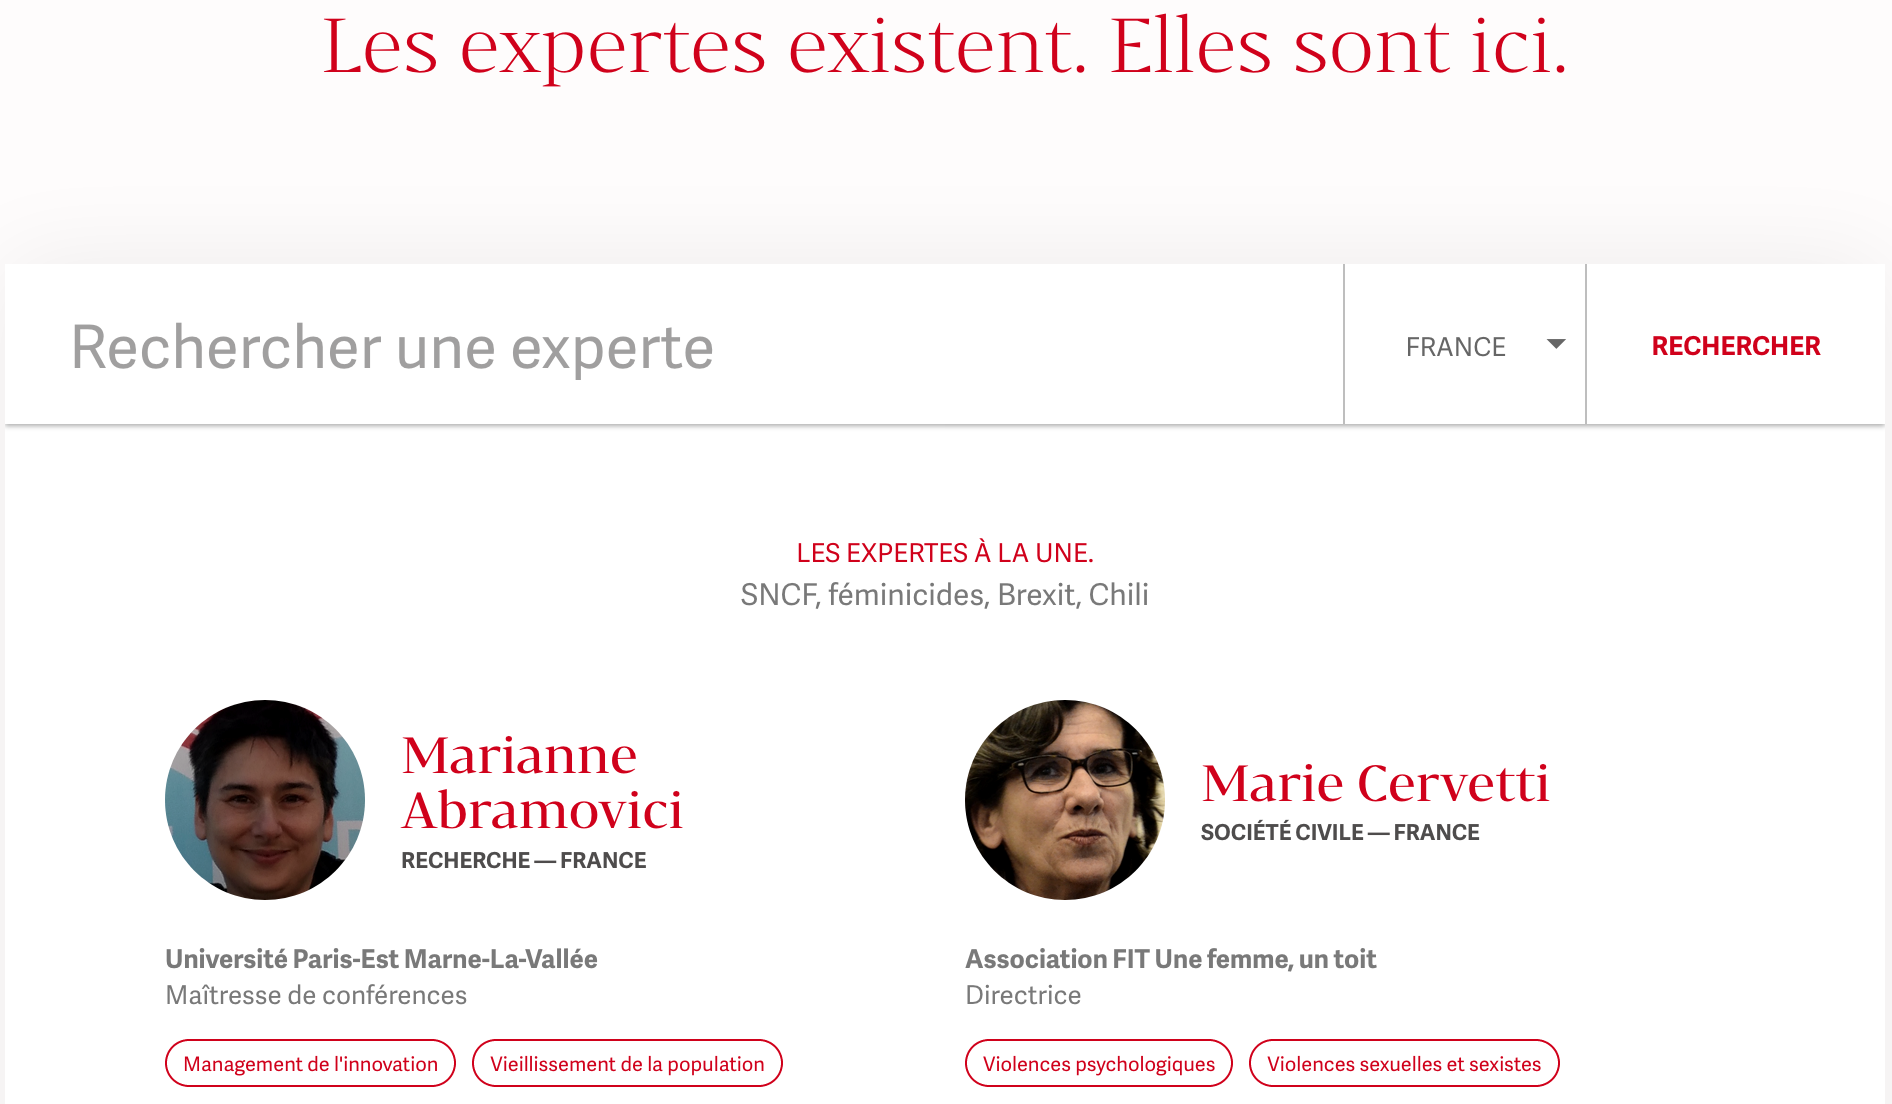 Les expertes existent. Elles sont ici.
Rechercher une experte
FRANCE
RECHERCHER
LES EXPERTES À LA UNE.
SNCF, féminicides, Brexit, Chili
Marianne
Abramovici
RECHERCHE — FRANCE
Université Paris-Est Marne-La-Vallée
Maîtresse de conférences
Management de l'innovation
Vieillissement de la population
Marie Cervetti
SOCIÉTÉ CIVILE — FRANCE
Association FIT Une femme, un toit
Directrice
Violences psychologiques
Violences sexuelles et sexistes